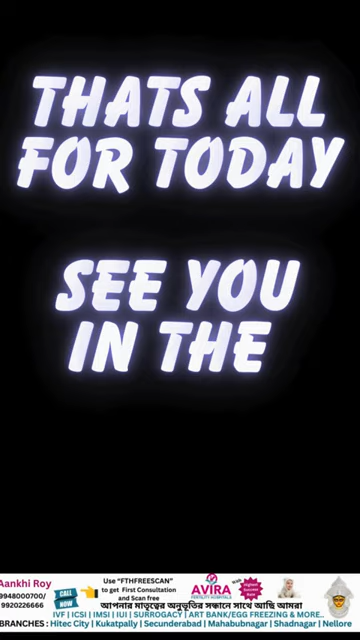 THATS ALL
FOR TODAY
SEE YOU
IN THE
Aankhi Roy
9948000700/
9920226666
CALL
NOW
Use "FTHFREESCAN"
to get First Consultation
and Scan free
AVIRA
FERTILITY HOSPITALS
আপনার মাতৃত্বের অনুভূতির সন্ধানে সাথে আছি আমরা
IVF | ICSI | IMSI | IUI | SURROGACY | ART BANK/EGG FREEZING & MORE..
BRANCHES : Hitec City | Kukatpally | Secunderabad | Mahabubnagar | Shadnagar | Nellore